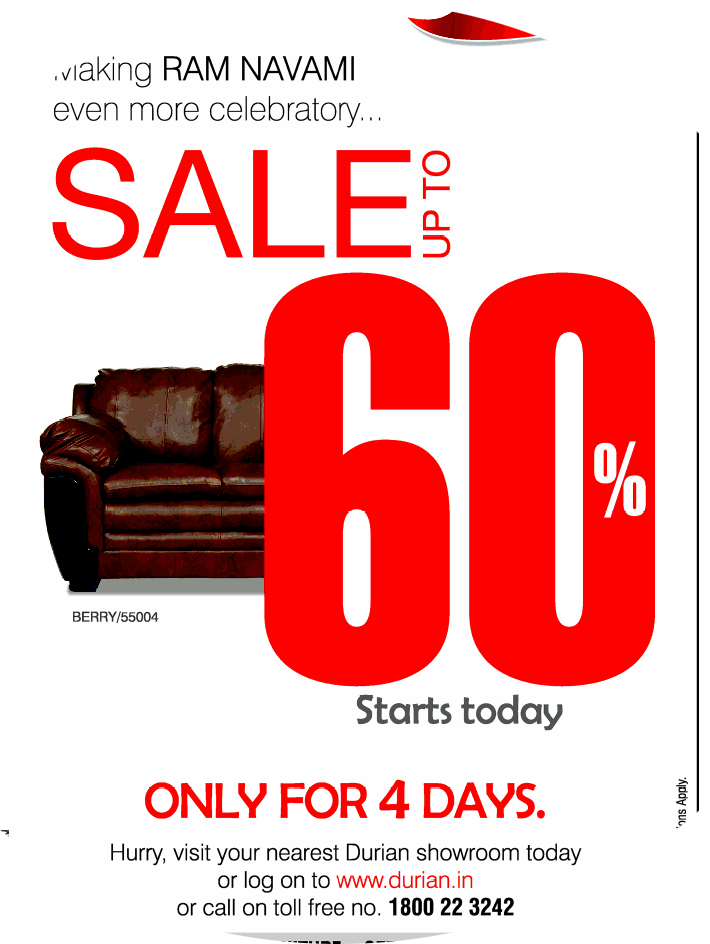 Making RAM NAVAMI
even more celebratory...
SALE UP TO
60%
BERRY/55004
Starts today
ONLY FOR 4 DAYS.
Apply.
Hurry, visit your nearest Durian showroom today
or log on to www.durian.in
or call on toll free no. 1800 22 3242